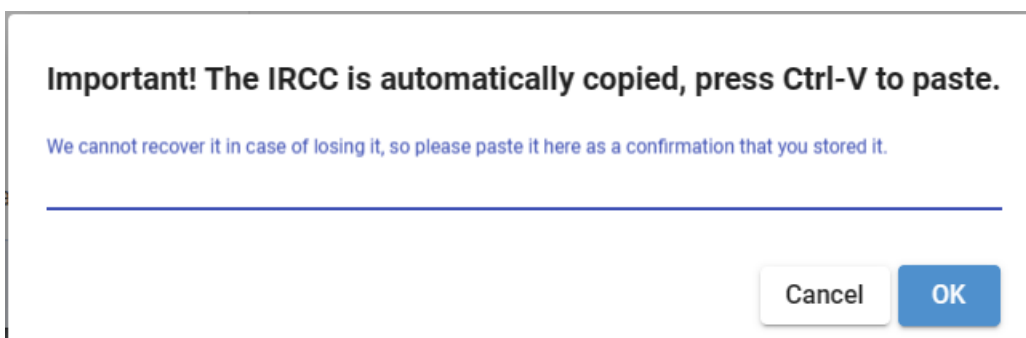 Important! The IRCC is automatically copied, press Ctrl-V to paste.
We cannot recover it in case of losing it, so please paste it here as a confirmation that you stored it.
Cancel OK